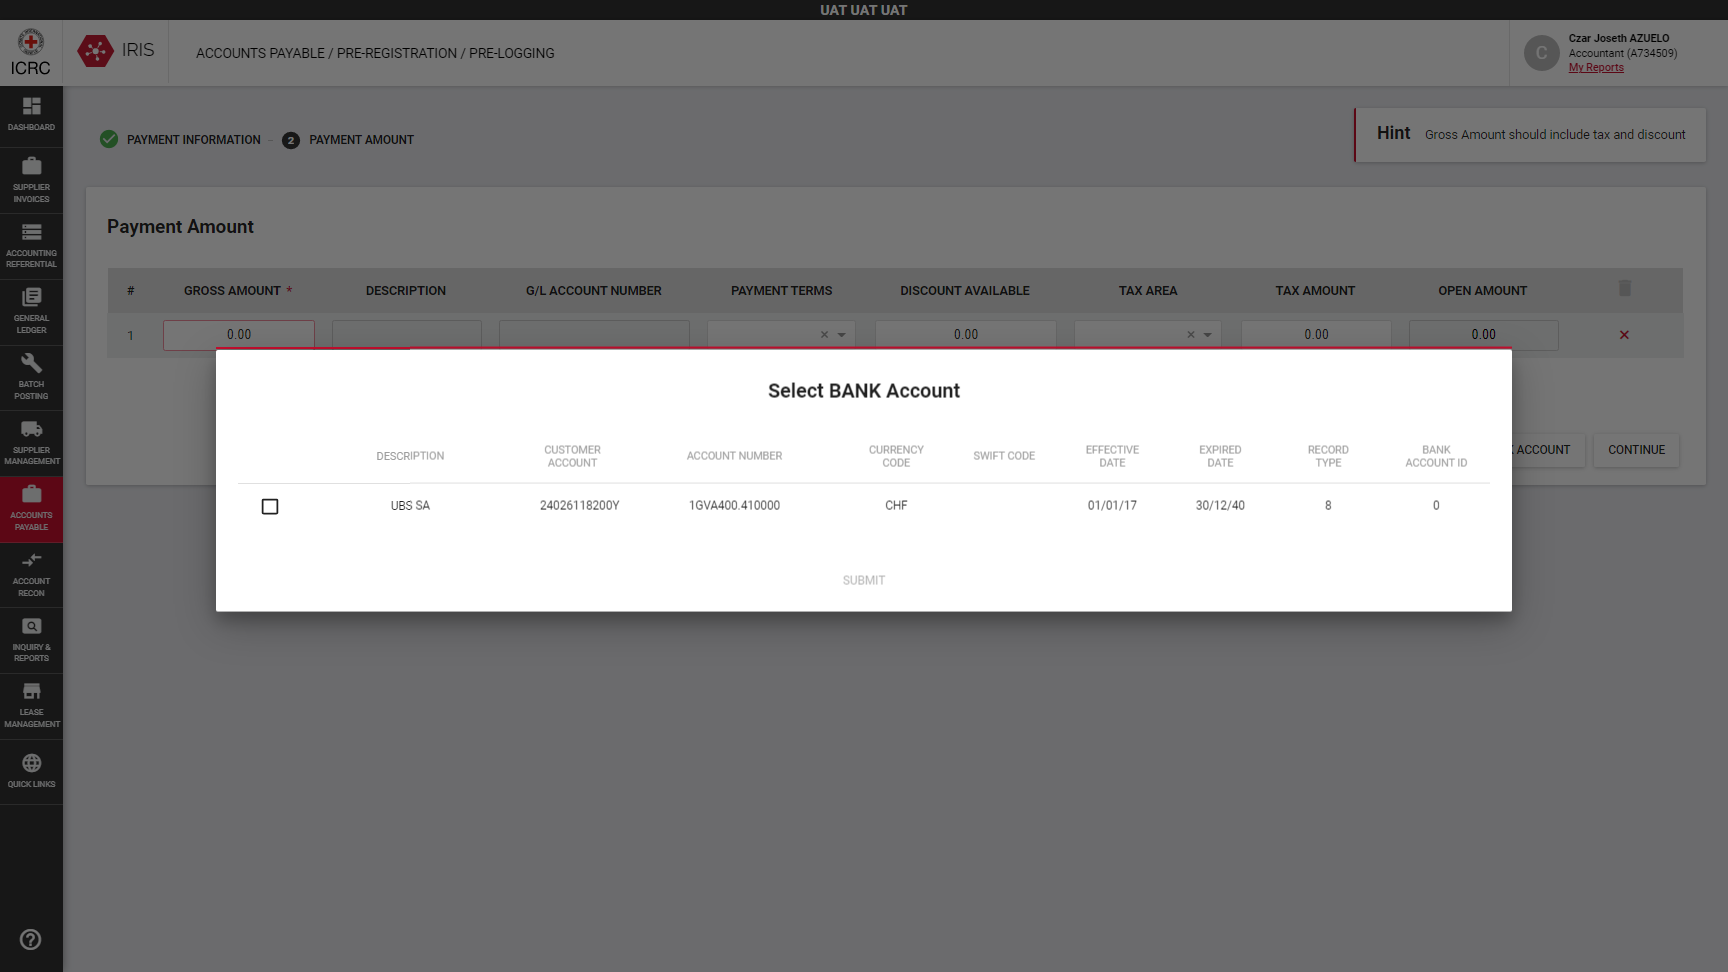 UAT UAT UAT
ICRC
IRIS
ACCOUNTS PAYABLE / PRE-REGISTRATION / PRE-LOGGING
C
Czar Joseth AZUELO
Accountant (A734509)
My Reports
DASHBOARD
SUPPLIER
INVOICES
ACCOUNTING
REFERENTIAL
GENERAL
LEDGER
BATCH
POSTING
SUPPLIER
MANAGEMENT
ACCOUNTS
PAYABLE
ACCOUNT
RECON
INQUIRY &
REPORTS
LEASE
MANAGEMENT
QUICK LINKS
PAYMENT INFORMATION
2 PAYMENT AMOUNT
Hint Gross Amount should include tax and discount
Payment Amount
# GROSS AMOUNT * DESCRIPTION G/L ACCOUNT NUMBER PAYMENT TERMS DISCOUNT AVAILABLE TAX AREA TAX AMOUNT OPEN AMOUNT
1 0.00 0.00 0.00 0.00
ACCOUNT CONTINUE
Select BANK Account
DESCRIPTION CUSTOMER ACCOUNT ACCOUNT NUMBER CURRENCY CODE SWIFT CODE EFFECTIVE DATE EXPIRED DATE RECORD TYPE BANK ACCOUNT ID
UBS SA 24026118200Y 1GVA400.410000 CHF 01/01/17 30/12/40 8 0
SUBMIT